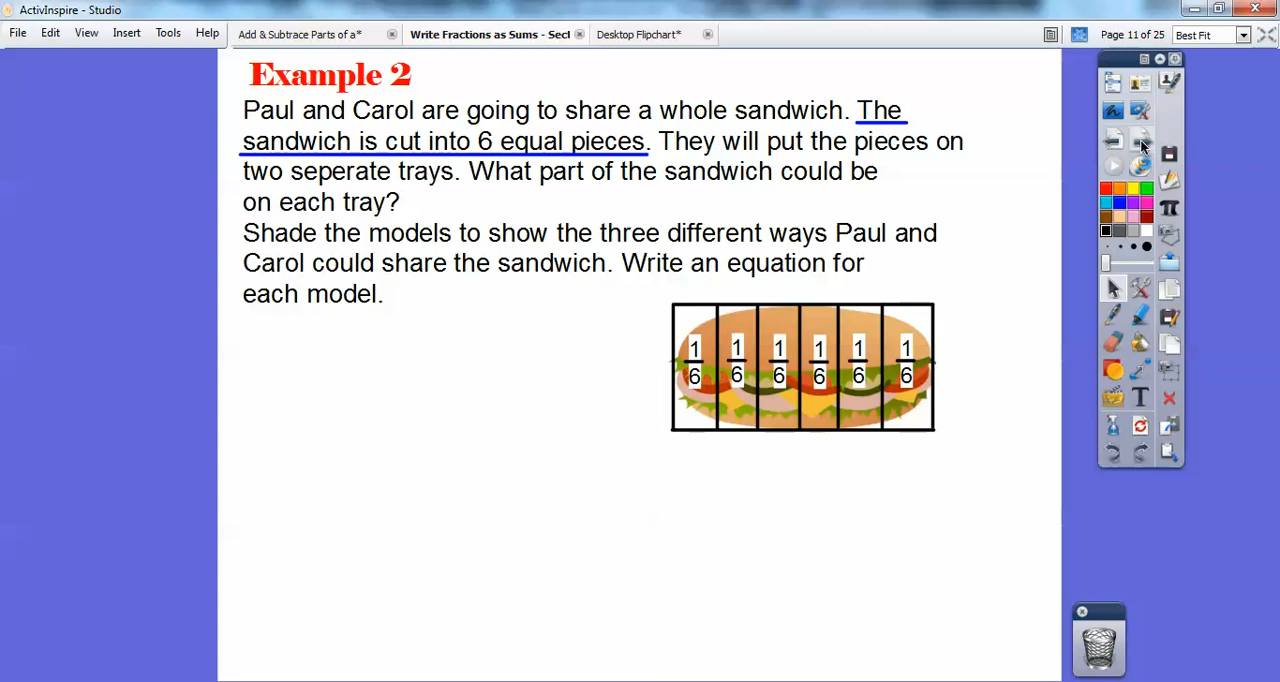 ActivInspire - Studio
File Edit View Insert Tools Help
Add & Subtract Parts of a* Write Fractions as Sums - Sect Desktop Flipchart* Page 11 of 25 Best Fit
Example 2
Paul and Carol are going to share a whole sandwich. The
sandwich is cut into 6 equal pieces. They will put the pieces on
two seperate trays. What part of the sandwich could be
on each tray?
Shade the models to show the three different ways Paul and
Carol could share the sandwich. Write an equation for
each model.
1 1 1 1 1 1
6 6 6 6 6 6
π
T